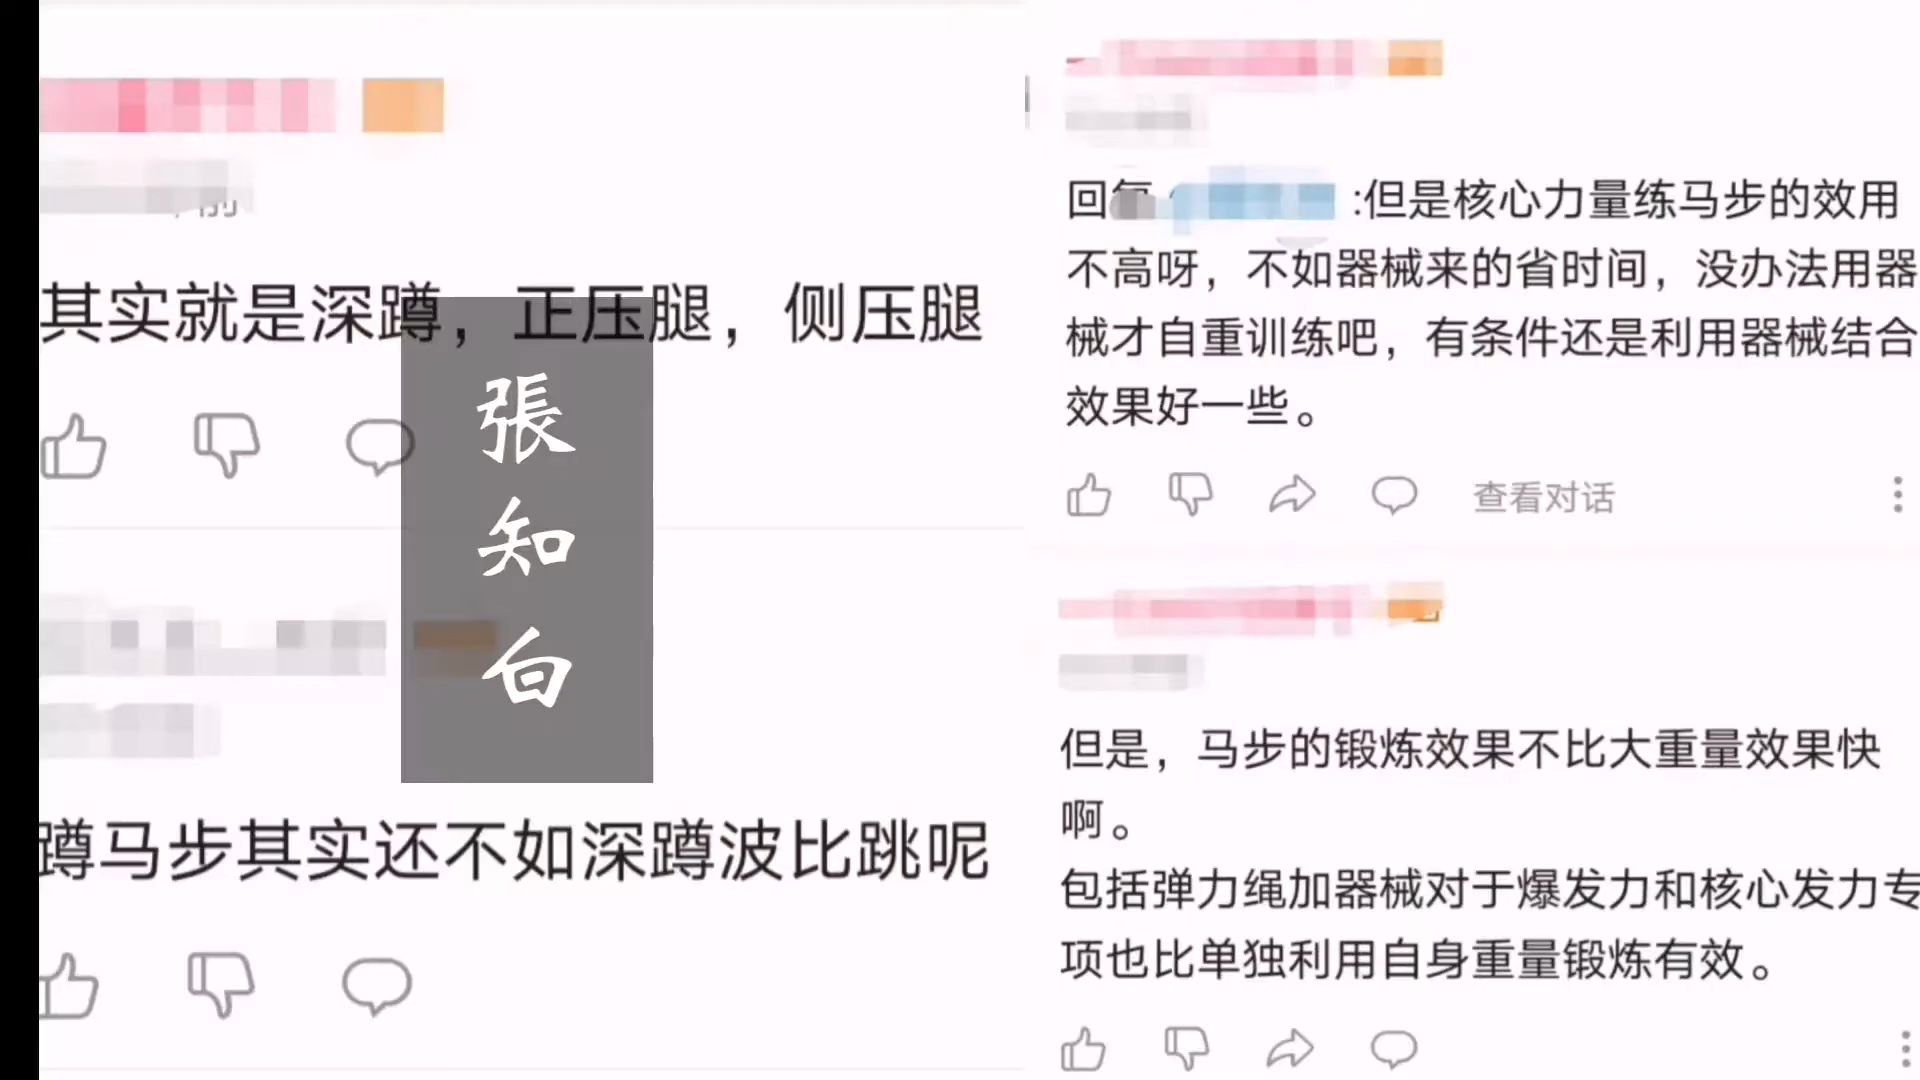 其实就是深蹲，正压腿，侧压腿
張
知
白
蹲马步其实还不如深蹲波比跳呢
:但是核心力量练马步的效用
不高呀，不如器械来的省时间，没办法用器
械才自重训练吧，有条件还是利用器械结合
效果好一些。
查看对话
但是，马步的锻炼效果不比大重量效果快
啊。
包括弹力绳加器械对于爆发力和核心发力专
项也比单独利用自身重量锻炼有效。